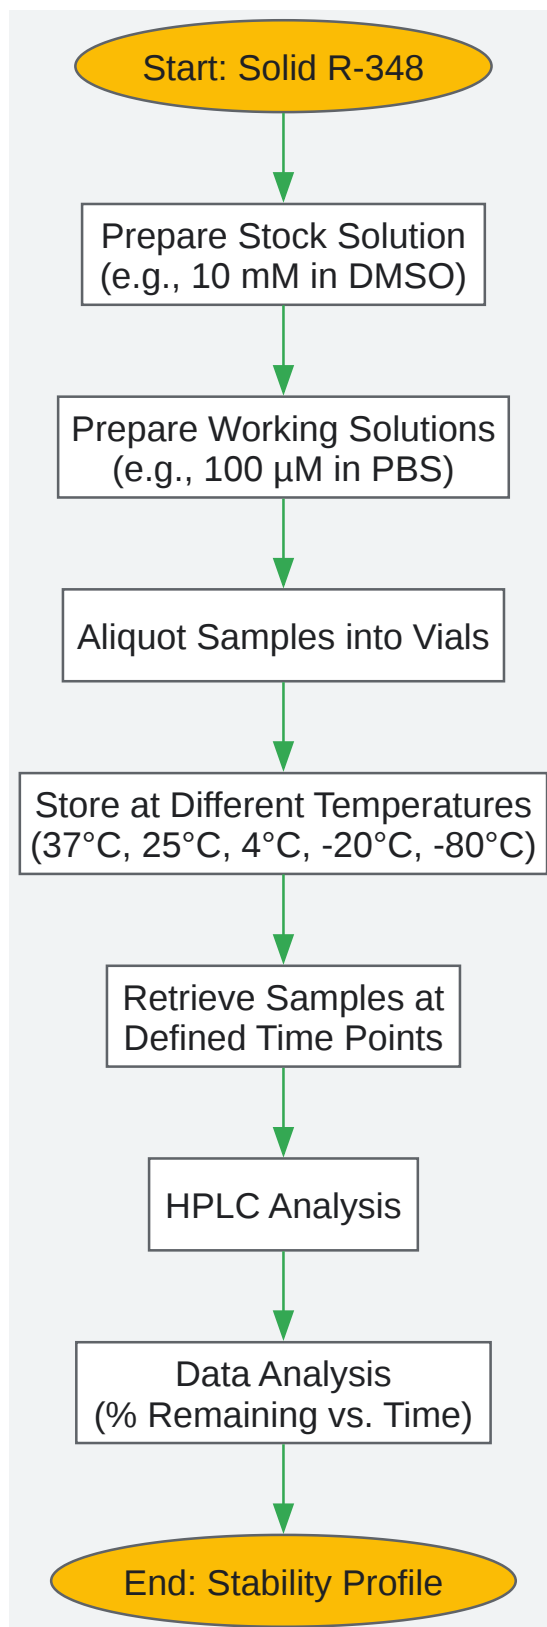 Start: Solid R-348
Prepare Stock Solution
(e.g., 10 mM in DMSO)
Prepare Working Solutions
(e.g., 100 µM in PBS)
Aliquot Samples into Vials
Store at Different Temperatures
(37°C, 25°C, 4°C, -20°C, -80°C)
Retrieve Samples at
Defined Time Points
HPLC Analysis
Data Analysis
(% Remaining vs. Time)
End: Stability Profile